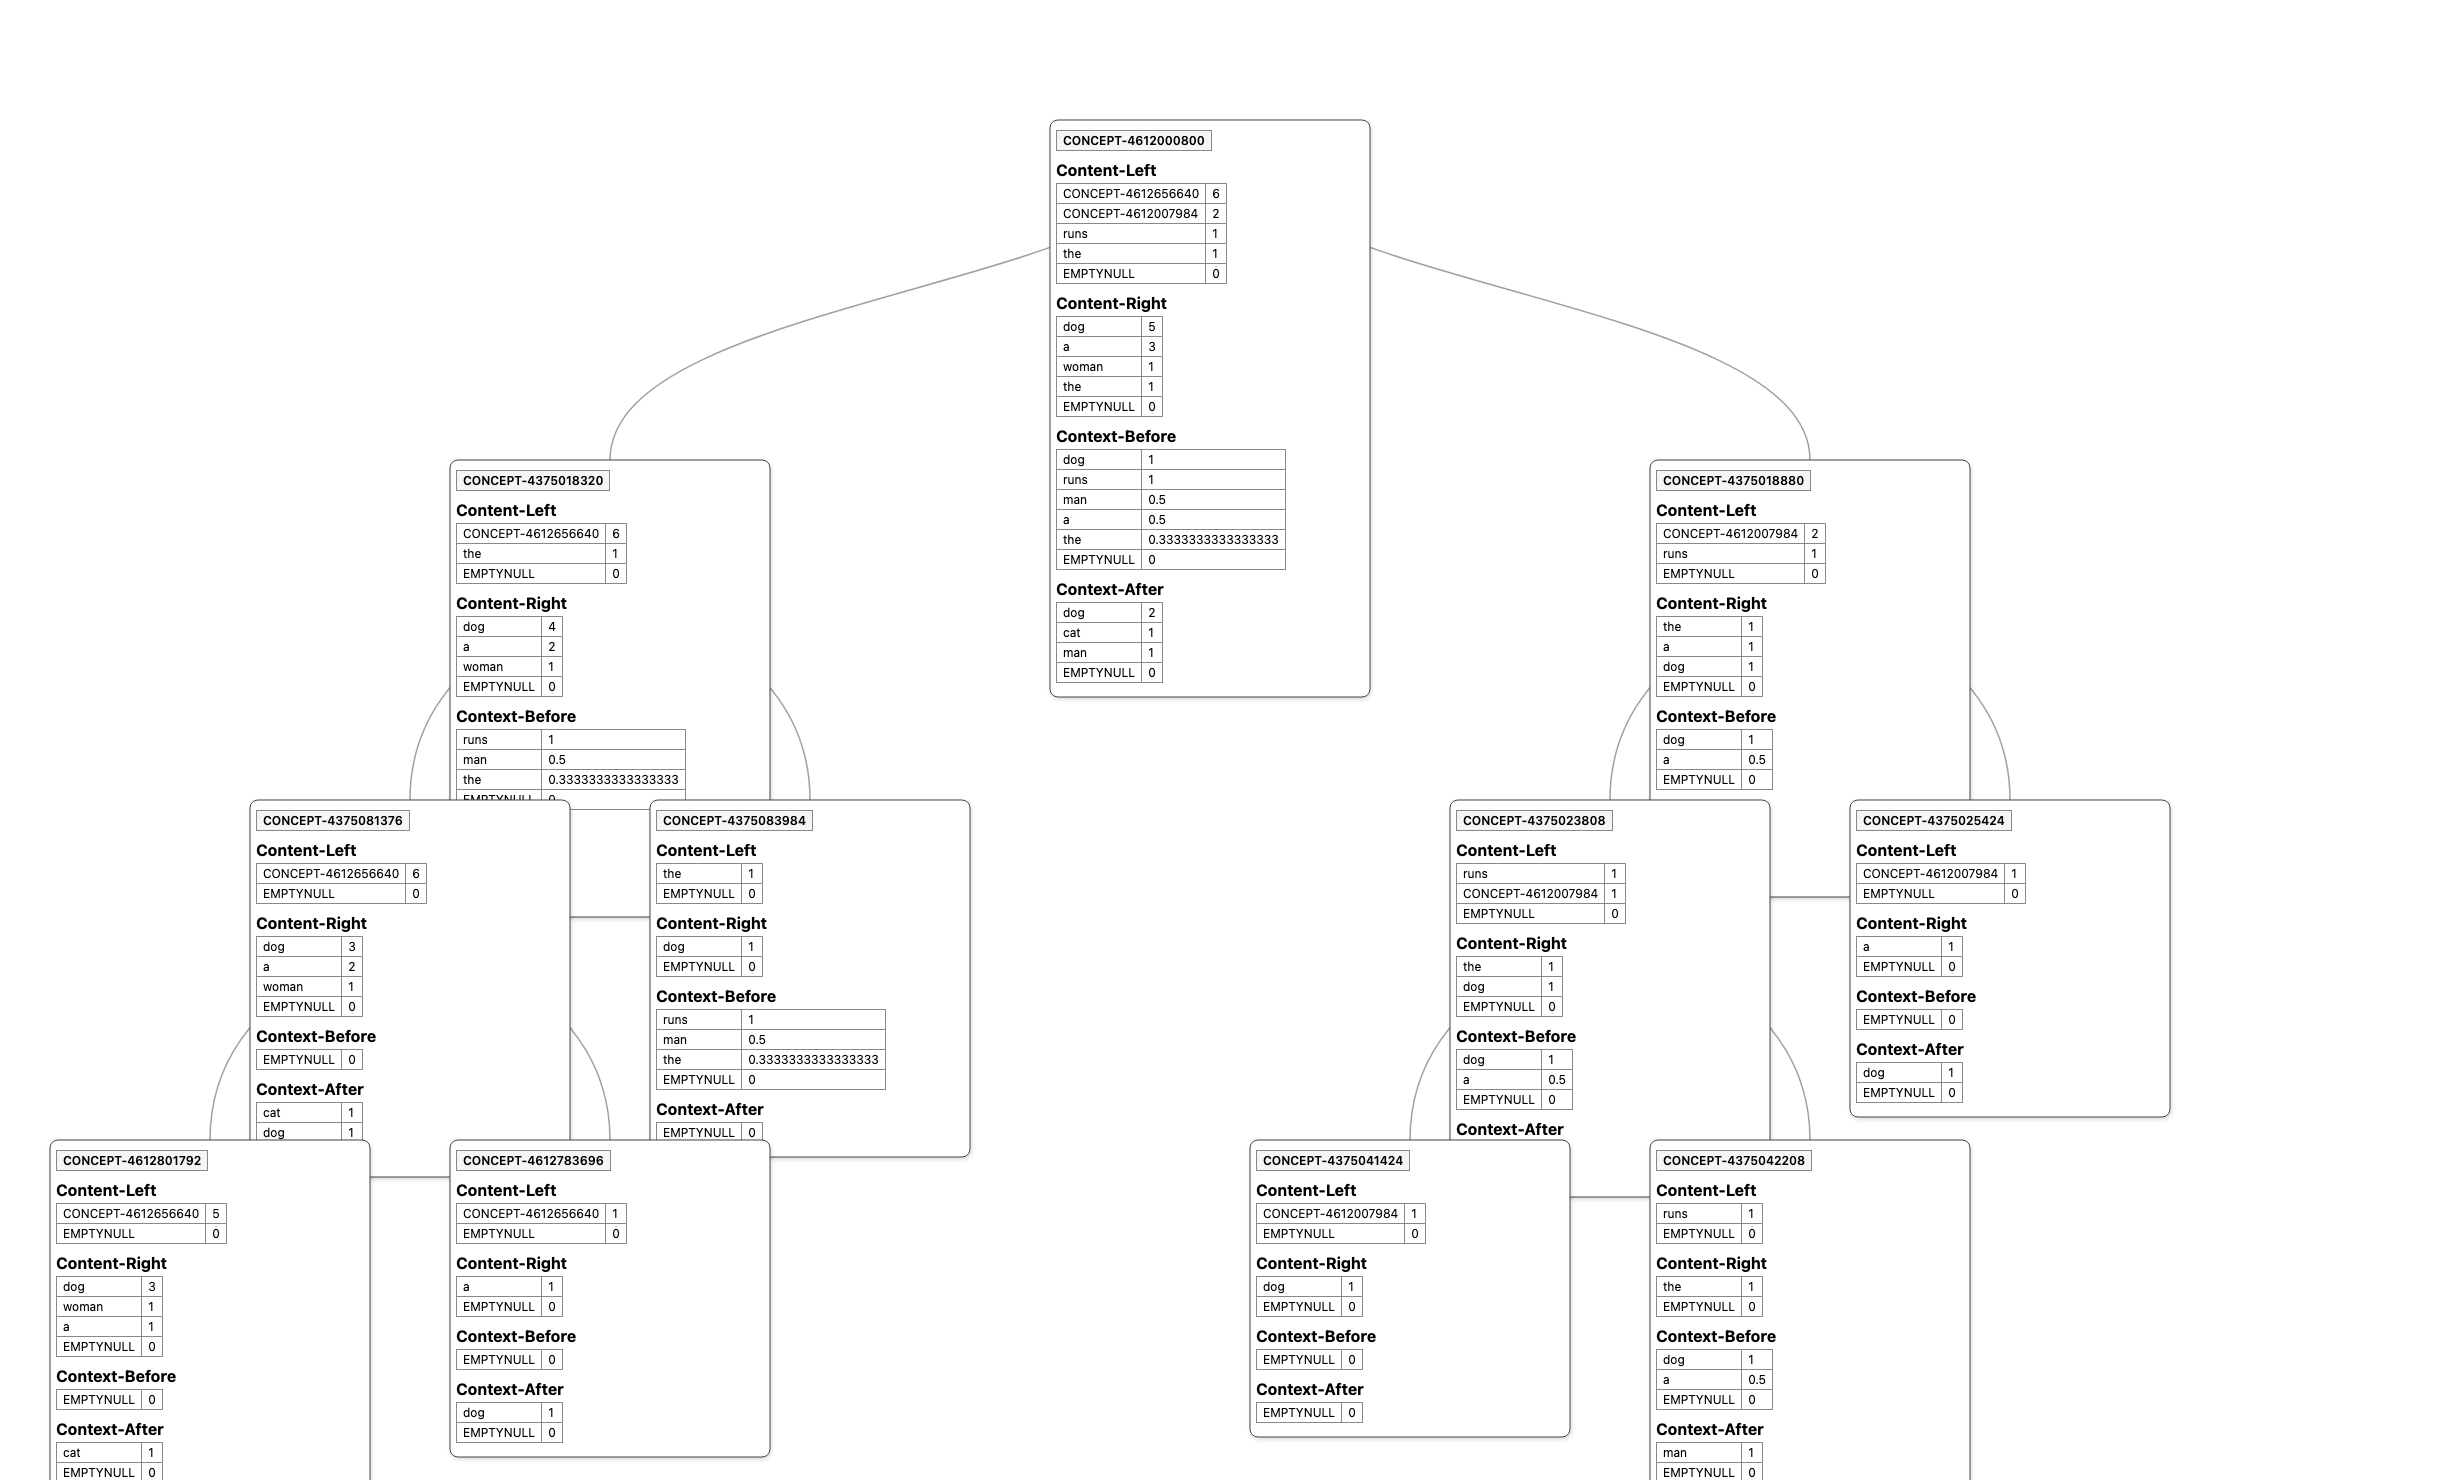 CONCEPT-4612000800
Content-Left
CONCEPT-4612656640 6
CONCEPT-4612007984 2
runs 1
the 1
EMPTYNULL 0
Content-Right
dog 5
a 3
woman 1
the 1
EMPTYNULL 0
Context-Before
dog 1
runs 1
man 0.5
a 0.5
the 0.3333333333333333
EMPTYNULL 0
Context-After
dog 2
cat 1
man 1
EMPTYNULL 0
CONCEPT-4375018320
Content-Left
CONCEPT-4612656640 6
the 1
EMPTYNULL 0
Content-Right
dog 4
a 2
woman 1
EMPTYNULL 0
Context-Before
runs 1
man 0.5
the 0.3333333333333333
EMPTYNULL 0
CONCEPT-4375018880
Content-Left
CONCEPT-4612007984 2
runs 1
EMPTYNULL 0
Content-Right
the 1
a 1
dog 1
EMPTYNULL 0
Context-Before
dog 1
a 0.5
EMPTYNULL 0
CONCEPT-4375081376
Content-Left
CONCEPT-4612656640 6
EMPTYNULL 0
Content-Right
dog 3
a 2
woman 1
EMPTYNULL 0
Context-Before
EMPTYNULL 0
Context-After
cat 1
dog 1
CONCEPT-4375083984
Content-Left
the 1
EMPTYNULL 0
Content-Right
dog 1
EMPTYNULL 0
Context-Before
runs 1
man 0.5
the 0.3333333333333333
EMPTYNULL 0
Context-After
EMPTYNULL 0
CONCEPT-4375023808
Content-Left
runs 1
CONCEPT-4612007984 1
EMPTYNULL 0
Content-Right
the 1
dog 1
EMPTYNULL 0
Context-Before
dog 1
a 0.5
EMPTYNULL 0
Context-After
CONCEPT-4375025424
Content-Left
CONCEPT-4612007984 1
EMPTYNULL 0
Content-Right
a 1
EMPTYNULL 0
Context-Before
EMPTYNULL 0
Context-After
dog 1
EMPTYNULL 0
CONCEPT-4612801792
Content-Left
CONCEPT-4612656640 5
EMPTYNULL 0
Content-Right
dog 3
woman 1
a 1
EMPTYNULL 0
Context-Before
EMPTYNULL 0
Context-After
cat 1
EMPTYNULL 0
CONCEPT-4612783696
Content-Left
CONCEPT-4612656640 1
EMPTYNULL 0
Content-Right
a 1
EMPTYNULL 0
Context-Before
EMPTYNULL 0
Context-After
dog 1
EMPTYNULL 0
CONCEPT-4375041424
Content-Left
CONCEPT-4612007984 1
EMPTYNULL 0
Content-Right
dog 1
EMPTYNULL 0
Context-Before
EMPTYNULL 0
Context-After
EMPTYNULL 0
CONCEPT-4375042208
Content-Left
runs 1
EMPTYNULL 0
Content-Right
the 1
EMPTYNULL 0
Context-Before
dog 1
a 0.5
EMPTYNULL 0
Context-After
man 1
EMPTYNULL 0